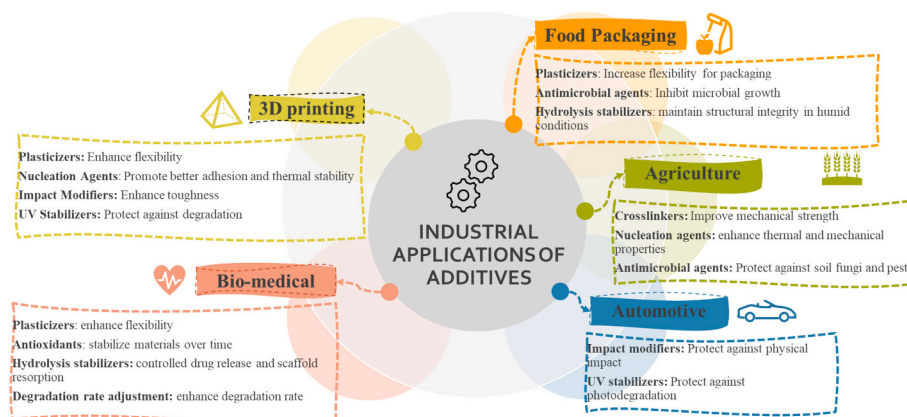 Food Packaging
Plasticizers: Increase flexibility for packaging
Antimicrobial agents: Inhibit microbial growth
Hydrolysis stabilizers: maintain structural integrity in humid
conditions
3D printing
Plasticizers: Enhance flexibility
Nucleation Agents: Promote better adhesion and thermal stability
Impact Modifiers: Enhance toughness
UV Stabilizers: Protect against degradation
INDUSTRIAL
APPLICATIONS OF
ADDITIVES
Agriculture
Crosslinkers: Improve mechanical strength
Nucleation agents: enhance thermal and mechanical
properties
Antimicrobial agents: Protect against soil fungi and pest
Bio-medical
Plasticizers: enhance flexibility
Antioxidants: stabilize materials over time
Hydrolysis stabilizers: controlled drug release and scaffold
resorption
Degradation rate adjustment: enhance degradation rate
Automotive
Impact modifiers: Protect against physical
impact
UV stabilizers: Protect against
photodegradation